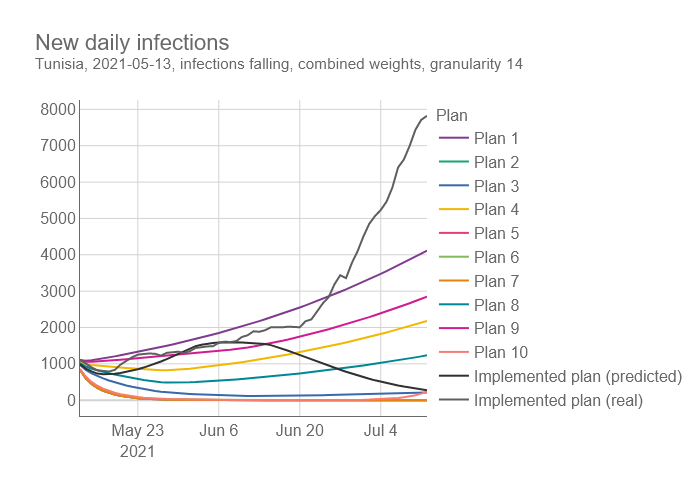 New daily infections
Tunisia, 2021-05-13, infections falling, combined weights, granularity 14
8000
7000
6000
5000
4000
3000
2000
1000
0
May 23
2021
Jun 6
Jun 20
Jul 4
Plan
Plan 1
Plan 2
Plan 3
Plan 4
Plan 5
Plan 6
Plan 7
Plan 8
Plan 9
Plan 10
Implemented plan (predicted)
Implemented plan (real)